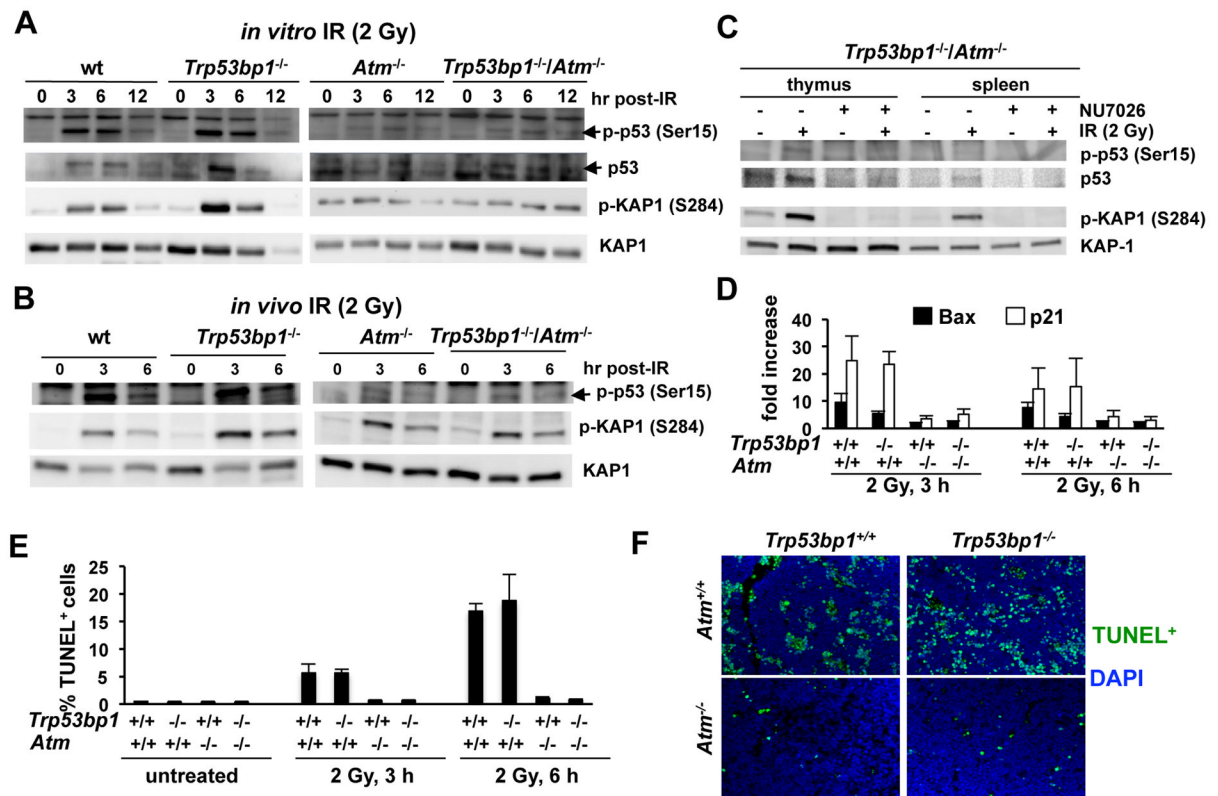 A
in vitro IR (2 Gy)
wt Trp53bp1-/- Atm-/- Trp53bp1-/-/Atm-/-
0 3 6 12 0 3 6 12 0 3 6 12 0 3 6 12 hr post-IR
p-p53 (Ser15)
p53
p-KAP1 (S284)
KAP1
B
in vivo IR (2 Gy)
wt Trp53bp1-/- Atm-/- Trp53bp1-/-/Atm-/-
0 3 6 0 3 6 0 3 6 0 3 6 hr post-IR
p-p53 (Ser15)
p-KAP1 (S284)
KAP1
C
Trp53bp1-/-/Atm-/-
thymus spleen
- - + + - - + + NU7026
- + - + - + - + IR (2 Gy)
p-p53 (Ser15)
p53
p-KAP1 (S284)
KAP-1
D
Bax p21
fold increase
40
30
20
10
0
Trp53bp1 +/+ -/- +/+ -/- +/+ -/- +/+ -/-
Atm +/+ +/+ -/- -/- +/+ +/+ -/- -/-
2 Gy, 3 h 2 Gy, 6 h
E
% TUNEL+ cells
25
20
15
10
5
0
Trp53bp1 +/+ -/- +/+ -/- +/+ -/- +/+ -/- +/+ -/- +/+ -/-
Atm +/+ +/+ -/- -/- +/+ +/+ -/- -/- +/+ +/+ -/- -/-
untreated 2 Gy, 3 h 2 Gy, 6 h
F
Trp53bp1+/+ Trp53bp1-/-
Atm+/+
Atm-/-
TUNEL+
DAPI